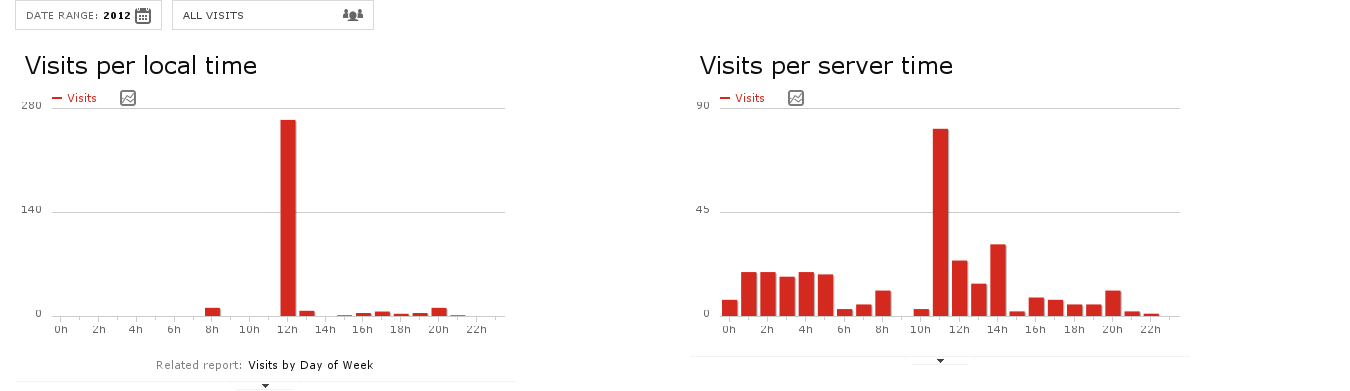 DATE RANGE: 2012
ALL VISITS
Visits per local time
Visits
280
140
0
0h 2h 4h 6h 8h 10h 12h 14h 16h 18h 20h 22h
Related report: Visits by Day of Week
Visits per server time
Visits
90
45
0
0h 2h 4h 6h 8h 10h 12h 14h 16h 18h 20h 22h